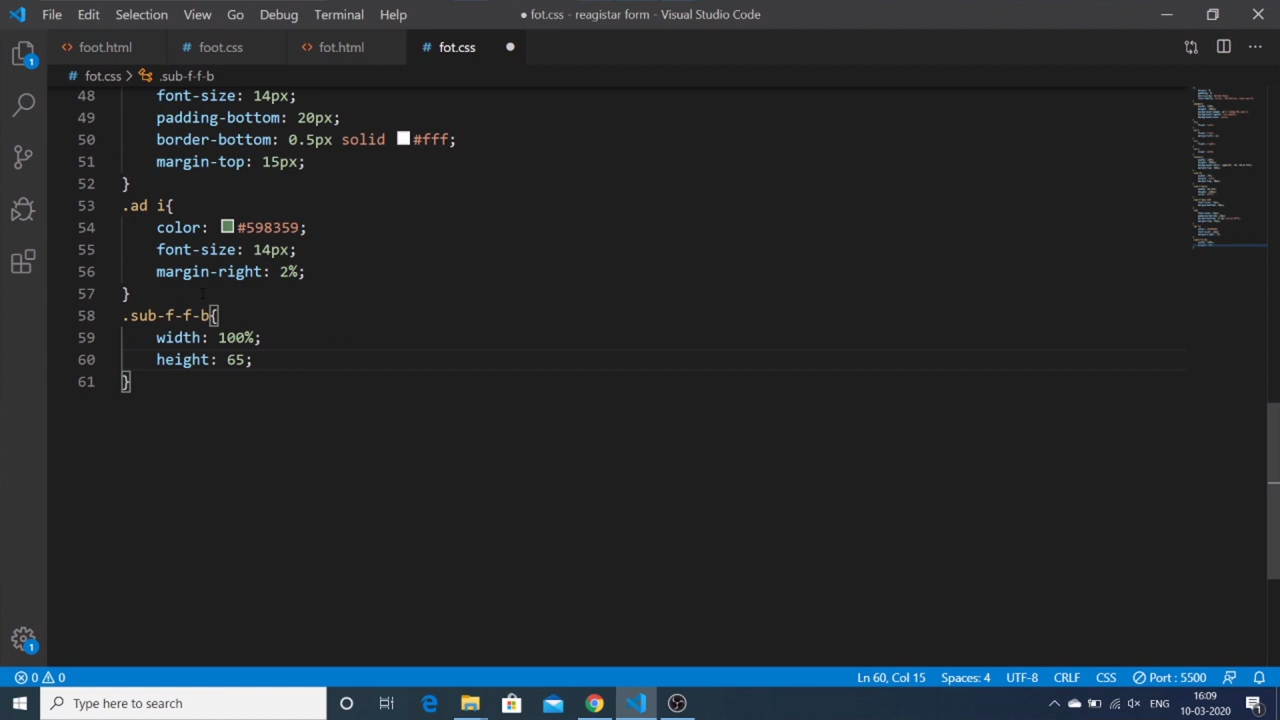 File Edit Selection View Go Debug Terminal Help
● fot.css - reagistar form - Visual Studio Code
foot.html foot.css fot.html fot.css
fot.css > .sub-f-f-b
48 font-size: 14px;
49 padding-bottom: 20px;
50 border-bottom: 0.5px solid #fff;
51 margin-top: 15px;
52 }
53 .ad i{
54 color: #598359;
55 font-size: 14px;
56 margin-right: 2%;
57 }
58 .sub-f-f-b{
59 width: 100%;
60 height: 65;
61 }
1
1
0 0 Ln 60, Col 15 Spaces: 4 UTF-8 CRLF CSS Port : 5500
Type here to search
ENG
16:09
10-03-2020
1